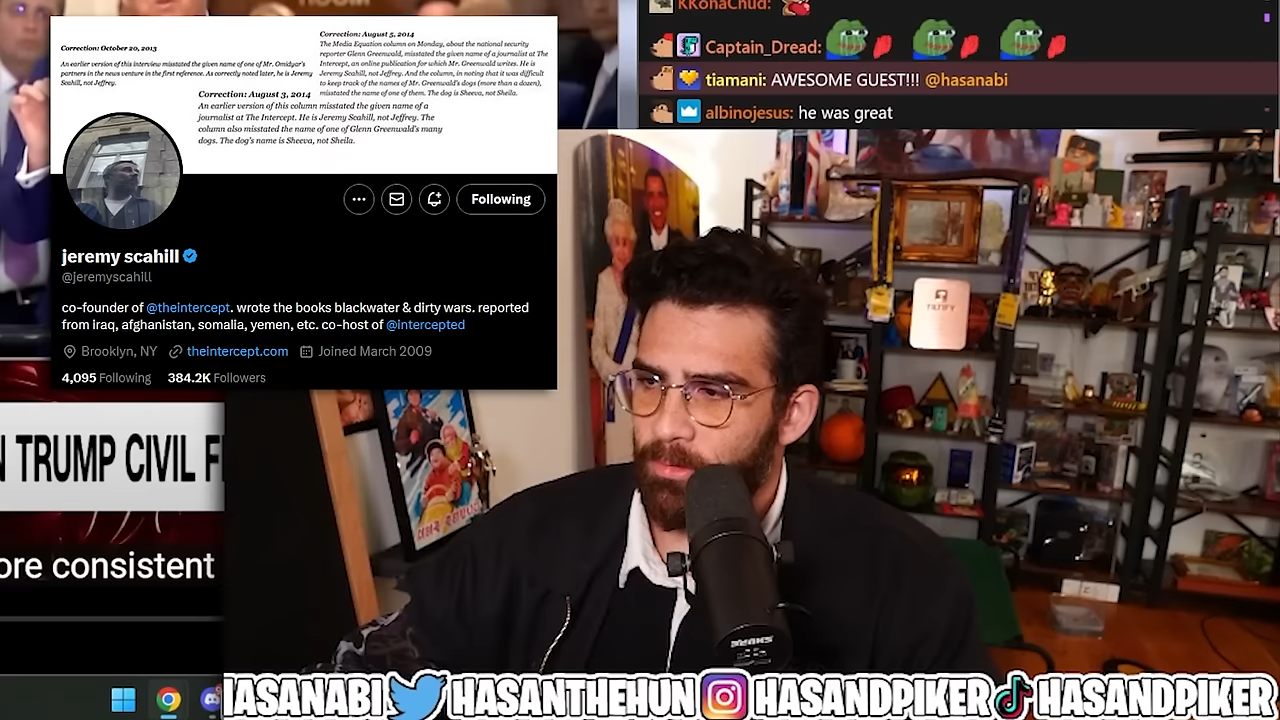 ROOM
Correction: October 20, 2013
An earlier version of this interview misstated the given name of one of Mr. Omidyar's
partners in the news venture in the first reference. As correctly noted later, he is Jeremy
Scahill, not Jeffrey.
Correction: August 5, 2014
The Media Equation column on Monday, about the national security
reporter Glenn Greenwald, misstated the given name of a journalist at The
Intercept, an online publication for which Mr. Greenwald writes. He is
Jeremy Scahill, not Jeffrey. And the column, in noting that it was difficult
to keep track of the names of Mr. Greenwald's dogs (more than a dozen),
misstated the name of one of them. The dog is Sheeva, not Sheila.
Correction: August 3, 2014
An earlier version of this column misstated the given name of a
journalist at The Intercept. He is Jeremy Scahill, not Jeffrey. The
column also misstated the name of one of Glenn Greenwald's many
dogs. The dog's name is Sheeva, not Sheila.
Following
jeremy scahill
@jeremyscahill
co-founder of @theintercept. wrote the books blackwater & dirty wars. reported
from iraq, afghanistan, somalia, yemen, etc. co-host of @intercepted
Brooklyn, NY theintercept.com Joined March 2009
4,095 Following 384.2K Followers
KKonaChud:
Captain_Dread:
tiamani: AWESOME GUEST!!! @hasanabi
albinojesus: he was great
TILTIFY
N TRUMP CIVIL F
ore consistent
HASANABI HASANTHEHUN HASANDPIKER HASANDPIKER